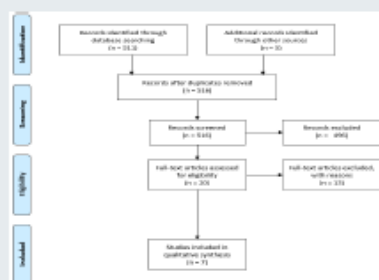 Identification
Records identified through
database searching
Additional records identified
through other sources
Records after duplicates removed
Screening
Records screened
Records excluded
Eligibility
Full-text articles assessed
for eligibility
Full-text articles excluded,
with reasons
Included
Studies included in
qualitative synthesis
(n = 7)